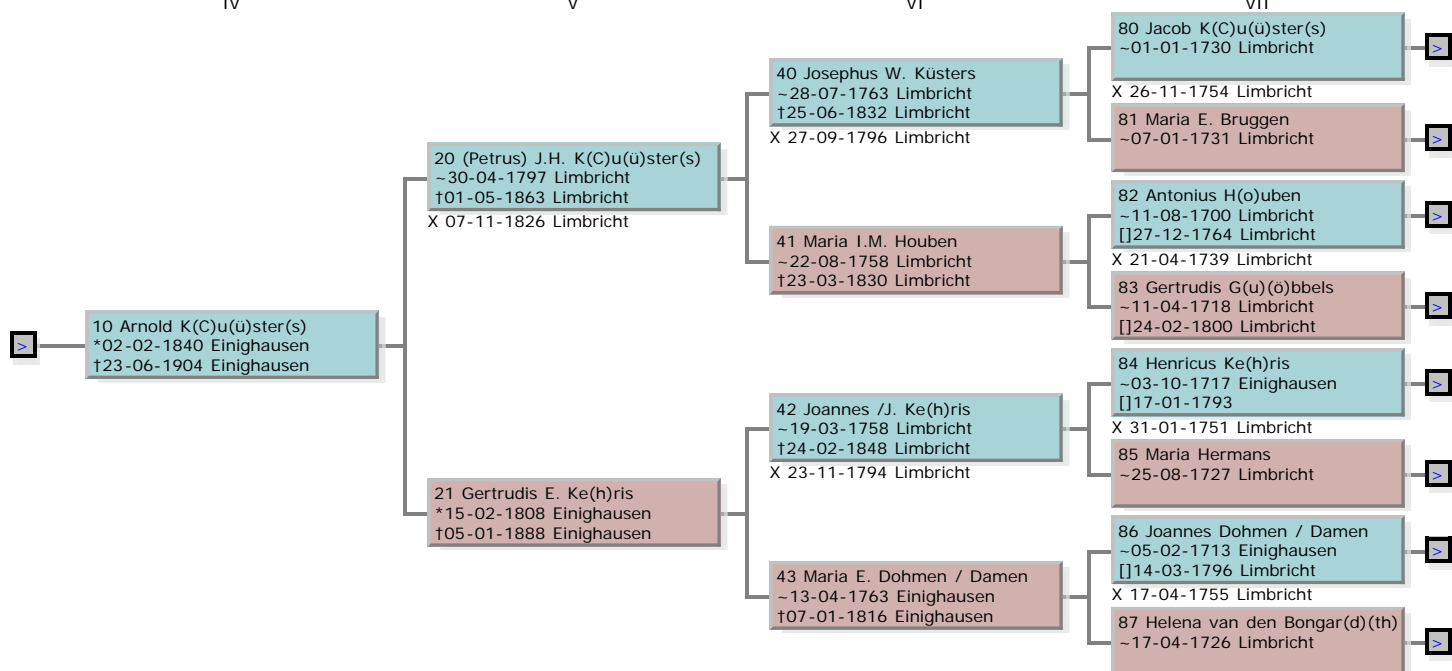 IV
V
VI
VII
>
10 Arnold K(C)u(ü)ster(s)
*02-02-1840 Einighausen
†23-06-1904 Einighausen
20 (Petrus) J.H. K(C)u(ü)ster(s)
~30-04-1797 Limbricht
†01-05-1863 Limbricht
X 07-11-1826 Limbricht
21 Gertrudis E. Ke(h)ris
*15-02-1808 Einighausen
†05-01-1888 Einighausen
40 Josephus W. Küsters
~28-07-1763 Limbricht
†25-06-1832 Limbricht
X 27-09-1796 Limbricht
41 Maria I.M. Houben
~22-08-1758 Limbricht
†23-03-1830 Limbricht
42 Joannes /J. Ke(h)ris
~19-03-1758 Limbricht
†24-02-1848 Limbricht
X 23-11-1794 Limbricht
43 Maria E. Dohmen / Damen
~13-04-1763 Einighausen
†07-01-1816 Einighausen
80 Jacob K(C)u(ü)ster(s)
~01-01-1730 Limbricht
>
X 26-11-1754 Limbricht
81 Maria E. Bruggen
~07-01-1731 Limbricht
>
82 Antonius H(o)uben
~11-08-1700 Limbricht
[]27-12-1764 Limbricht
>
X 21-04-1739 Limbricht
83 Gertrudis G(u)(ö)bbels
~11-04-1718 Limbricht
[]24-02-1800 Limbricht
>
84 Henricus Ke(h)ris
~03-10-1717 Einighausen
[]17-01-1793
>
X 31-01-1751 Limbricht
85 Maria Hermans
~25-08-1727 Limbricht
>
86 Joannes Dohmen / Damen
~05-02-1713 Einighausen
[]14-03-1796 Limbricht
>
X 17-04-1755 Limbricht
87 Helena van den Bongar(d)(th)
~17-04-1726 Limbricht
>